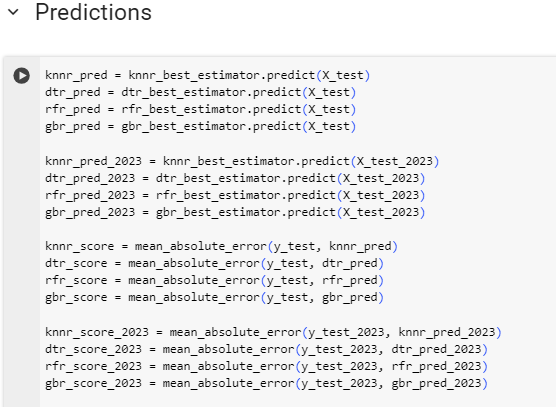 Predictions
knnr_pred = knnr_best_estimator.predict(X_test)
dtr_pred = dtr_best_estimator.predict(X_test)
rfr_pred = rfr_best_estimator.predict(X_test)
gbr_pred = gbr_best_estimator.predict(X_test)
knnr_pred_2023 = knnr_best_estimator.predict(X_test_2023)
dtr_pred_2023 = dtr_best_estimator.predict(X_test_2023)
rfr_pred_2023 = rfr_best_estimator.predict(X_test_2023)
gbr_pred_2023 = gbr_best_estimator.predict(X_test_2023)
knnr_score = mean_absolute_error(y_test, knnr_pred)
dtr_score = mean_absolute_error(y_test, dtr_pred)
rfr_score = mean_absolute_error(y_test, rfr_pred)
gbr_score = mean_absolute_error(y_test, gbr_pred)
knnr_score_2023 = mean_absolute_error(y_test_2023, knnr_pred_2023)
dtr_score_2023 = mean_absolute_error(y_test_2023, dtr_pred_2023)
rfr_score_2023 = mean_absolute_error(y_test_2023, rfr_pred_2023)
gbr_score_2023 = mean_absolute_error(y_test_2023, gbr_pred_2023)